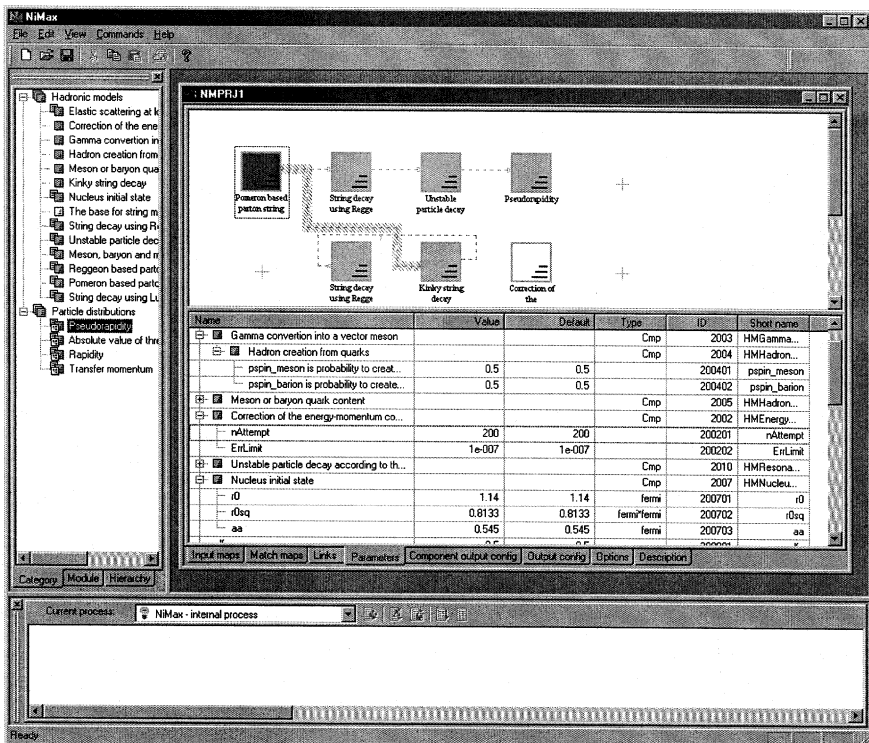 NiMax
File Edit View Commands Help
NMPRJ1
Hadronic models
Elastic scattering at k
Correction of the ene
Gamma convertion in
Hadron creation from
Meson or baryon qua
Kinky string decay
Nucleus initial state
The base for string m
String decay using R
Unstable particle dec
Meson, baryon and n
Reggeon based parto
Pomeron based parto
String decay using Lu
Particle distributions
Pseudorapidity
Absolute value of thre
Rapidity
Transfer momentum
Category Module Hierarchy
Pomeron based parton string
String decay using Regge
Unstable particle decay
Pseudorapidity
String decay using Regge
Kinky string decay
Correction of the
Name Value Default Type ID Short name
Gamma convertion into a vector meson Cmp 2003 HMGamma...
Hadron creation from quarks Cmp 2004 HMHadron...
pspin_meson is probability to creat... 0.5 0.5 200401 pspin_meson
pspin_barion is probability to create... 0.5 0.5 200402 pspin_barion
Meson or baryon quark content Cmp 2005 HMHadron...
Correction of the energy-momentum co... Cmp 2002 HMEnergy...
nAttempt 200 200 200201 nAttempt
ErrLimit 1e-007 1e-007 200202 ErrLimit
Unstable particle decay according to th... Cmp 2010 HMResona...
Nucleus initial state Cmp 2007 HMNucleu...
r0 1.14 1.14 fermi 200701 r0
r0sq 0.8133 0.8133 fermi*fermi 200702 r0sq
aa 0.545 0.545 fermi 200703 aa
Input maps Match maps Links Parameters Component output config Output config Options Description
Current process: NiMax - internal process
Ready